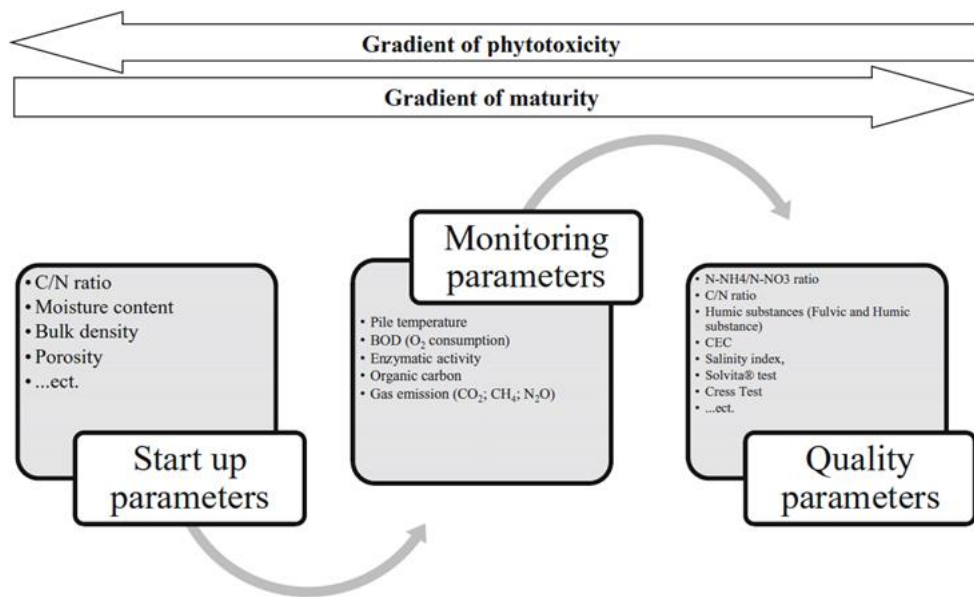 Gradient of phytotoxicity
Gradient of maturity
• C/N ratio
• Moisture content
• Bulk density
• Porosity
• ...ect.
Start up
parameters
Monitoring
parameters
• Pile temperature
• BOD (O₂ consumption)
• Enzymatic activity
• Organic carbon
• Gas emission (CO₂; CH₄; N₂O)
• N-NH4/N-NO3 ratio
• C/N ratio
• Humic substances (Fulvic and Humic
substance)
• CEC
• Salinity index,
• Solvita® test
• Cress Test
• ...ect.
Quality
parameters